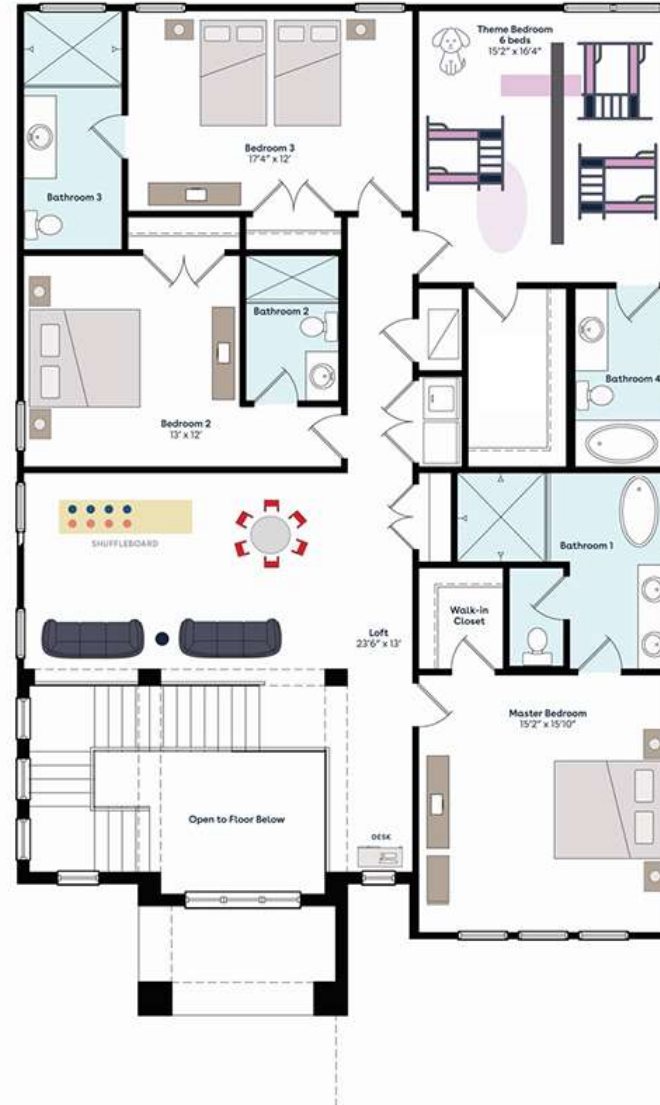 Theme Bedroom
6 beds
15'2" x 16'4"
Bedroom 3
17'4" x 12'
Bathroom 3
Bathroom 2
Bathroom 4
Bedroom 2
13' x 12'
SHUFFLEBOARD
Bathroom 1
Walk-in
Closet
Loft
23'6" x 13'
Master Bedroom
15'2" x 15'10"
Open to Floor Below
DESK